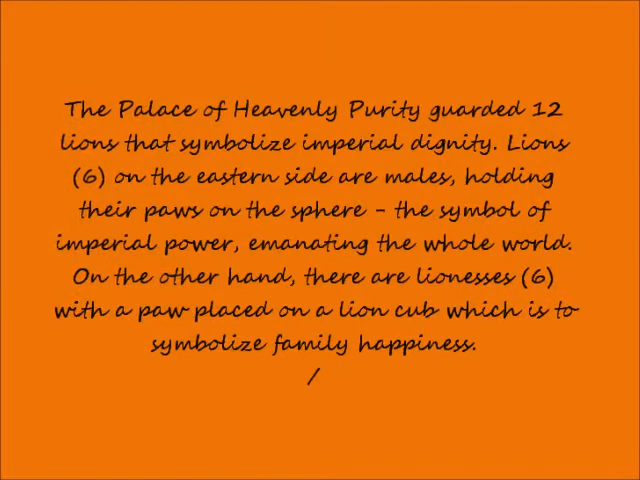 The Palace of Heavenly Purity guarded 12
lions that symbolize imperial dignity. Lions
(6) on the eastern side are males, holding
their paws on the sphere - the symbol of
imperial power, emanating the whole world.
On the other hand, there are lionesses (6)
with a paw placed on a lion cub which is to
symbolize family happiness.
/